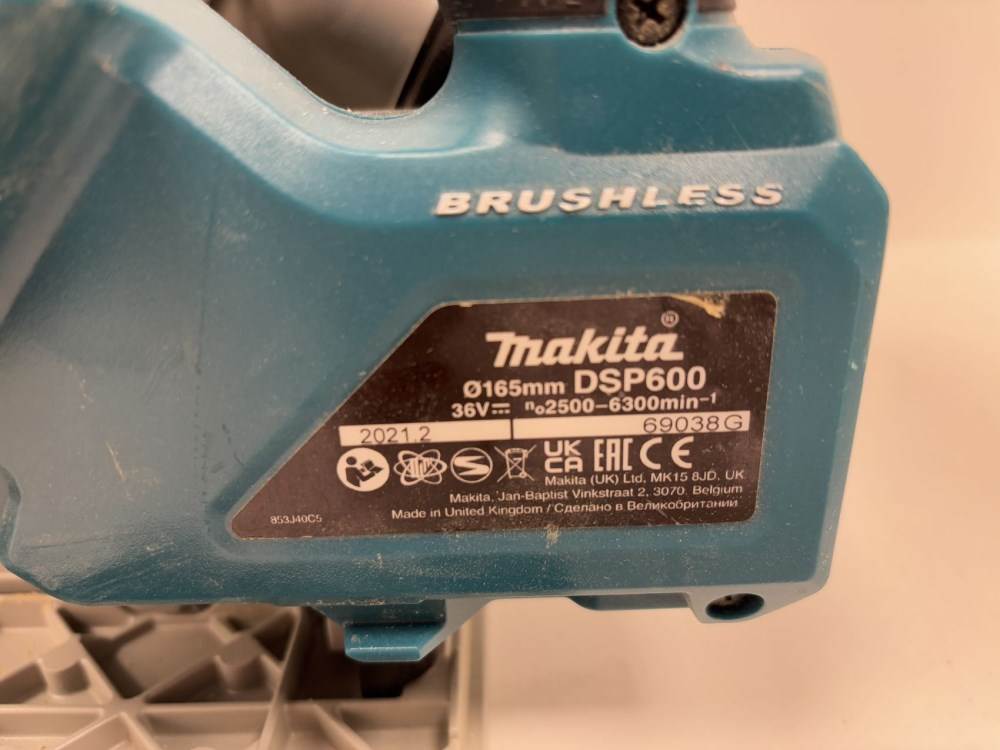 BRUSHLESS
makita®
Ø165mm DSP600
36V⎓ n₀2500–6300min⁻¹
2021.2 69038G
UK CA EAC CE
Makita (UK) Ltd. MK15 8JD. UK
Makita, Jan-Baptist Vinkstraat 2, 3070. Belgium
Made in United Kingdom / Сделано в Великобритании
853J40C5